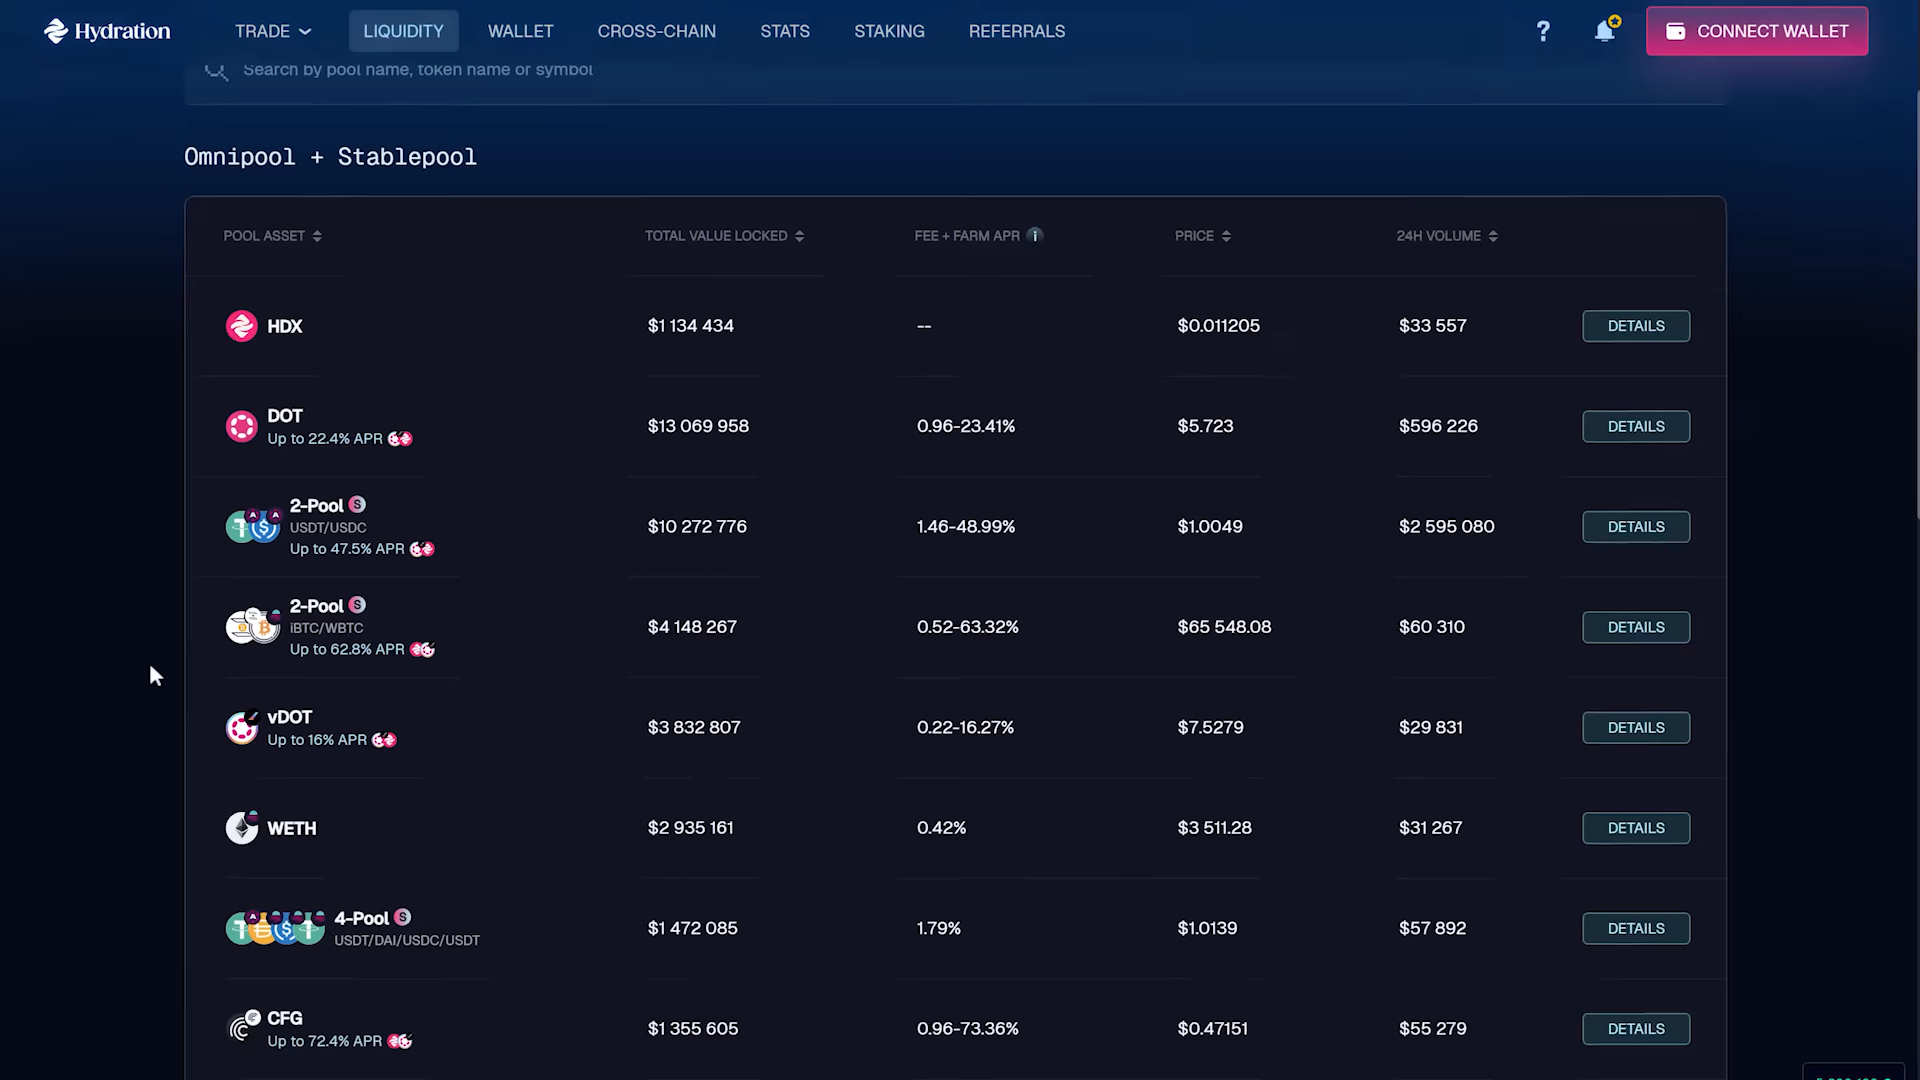 Hydration
TRADE
LIQUIDITY
WALLET
CROSS-CHAIN
STATS
STAKING
REFERRALS
?
CONNECT WALLET
Search by pool name, token name or symbol
Omnipool + Stablepool
POOL ASSET
TOTAL VALUE LOCKED
FEE + FARM APR i
PRICE
24H VOLUME
HDX
$1 134 434
--
$0.011205
$33 557
DETAILS
DOT
Up to 22.4% APR
$13 069 958
0.96-23.41%
$5.723
$596 226
DETAILS
2-Pool S
USDT/USDC
Up to 47.5% APR
$10 272 776
1.46-48.99%
$1.0049
$2 595 080
DETAILS
2-Pool S
iBTC/WBTC
Up to 62.8% APR
$4 148 267
0.52-63.32%
$65 548.08
$60 310
DETAILS
vDOT
Up to 16% APR
$3 832 807
0.22-16.27%
$7.5279
$29 831
DETAILS
WETH
$2 935 161
0.42%
$3 511.28
$31 267
DETAILS
4-Pool S
USDT/DAI/USDC/USDT
$1 472 085
1.79%
$1.0139
$57 892
DETAILS
CFG
Up to 72.4% APR
$1 355 605
0.96-73.36%
$0.47151
$55 279
DETAILS